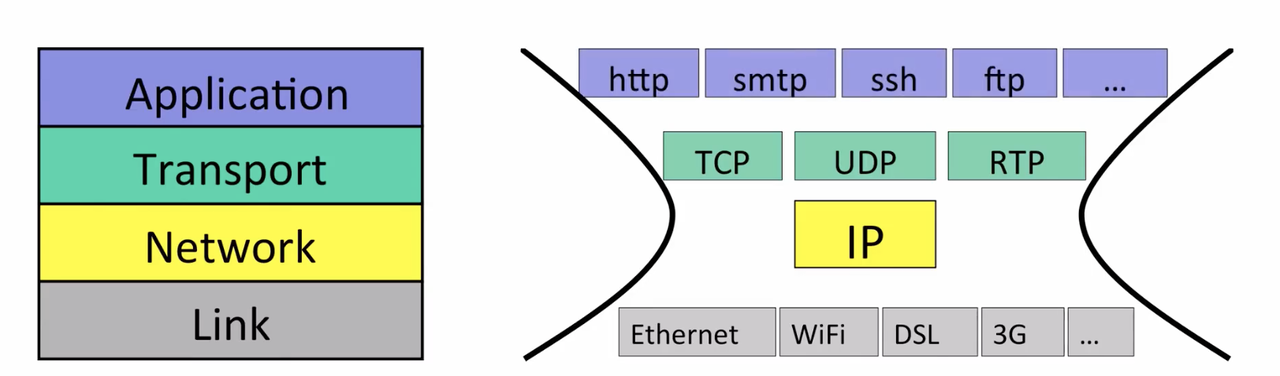 Application
Transport
Network
Link
http smtp ssh ftp ...
TCP UDP RTP
IP
Ethernet WiFi DSL 3G ...